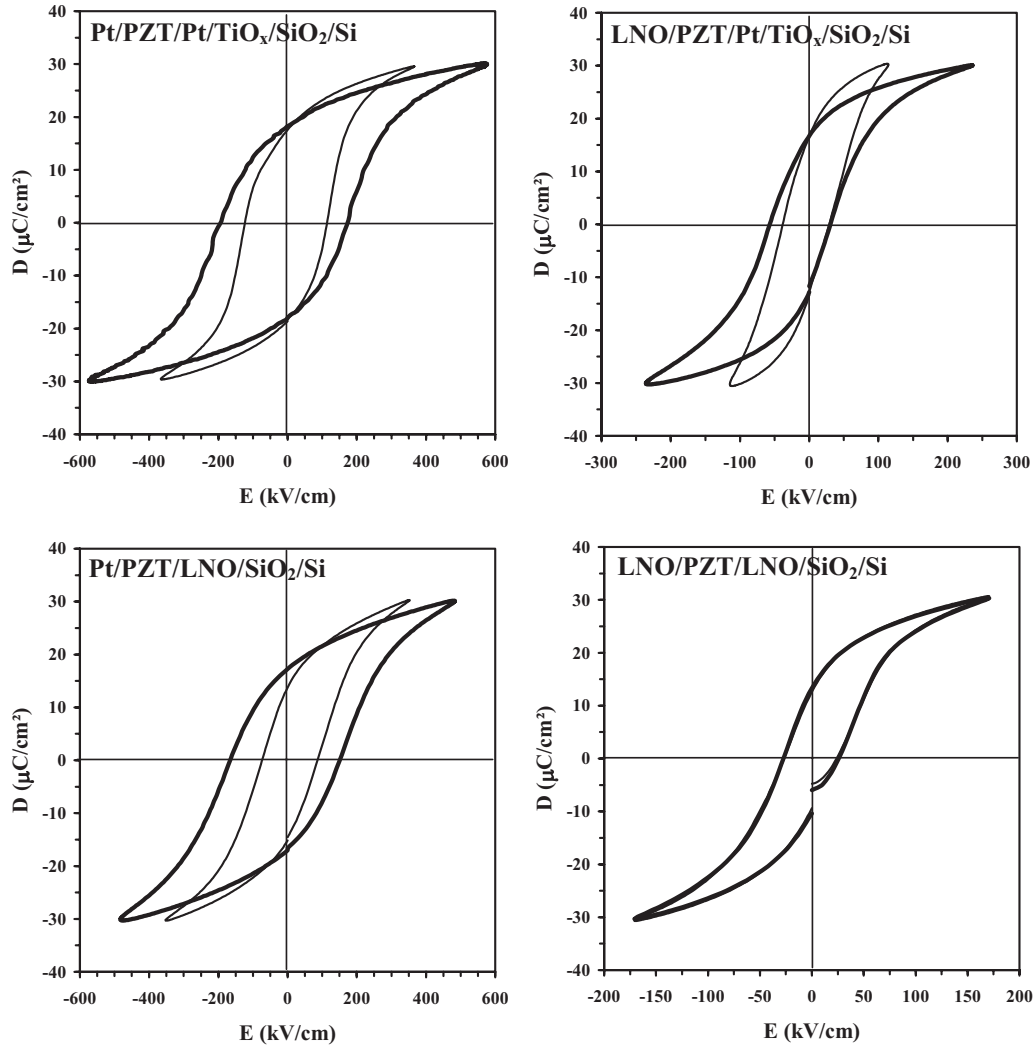 Pt/PZT/Pt/TiOₓ/SiO₂/Si
40
30
20
10
0
-10
-20
-30
-40
D (µC/cm²)
-600 -400 -200 0 200 400 600
E (kV/cm)
LNO/PZT/Pt/TiOₓ/SiO₂/Si
40
30
20
10
0
-10
-20
-30
-40
D (µC/cm²)
-300 -200 -100 0 100 200 300
E (kV/cm)
Pt/PZT/LNO/SiO₂/Si
40
30
20
10
0
-10
-20
-30
-40
D (µC/cm²)
-600 -400 -200 0 200 400 600
E (kV/cm)
LNO/PZT/LNO/SiO₂/Si
40
30
20
10
0
-10
-20
-30
-40
D (µC/cm²)
-200 -150 -100 -50 0 50 100 150 200
E (kV/cm)